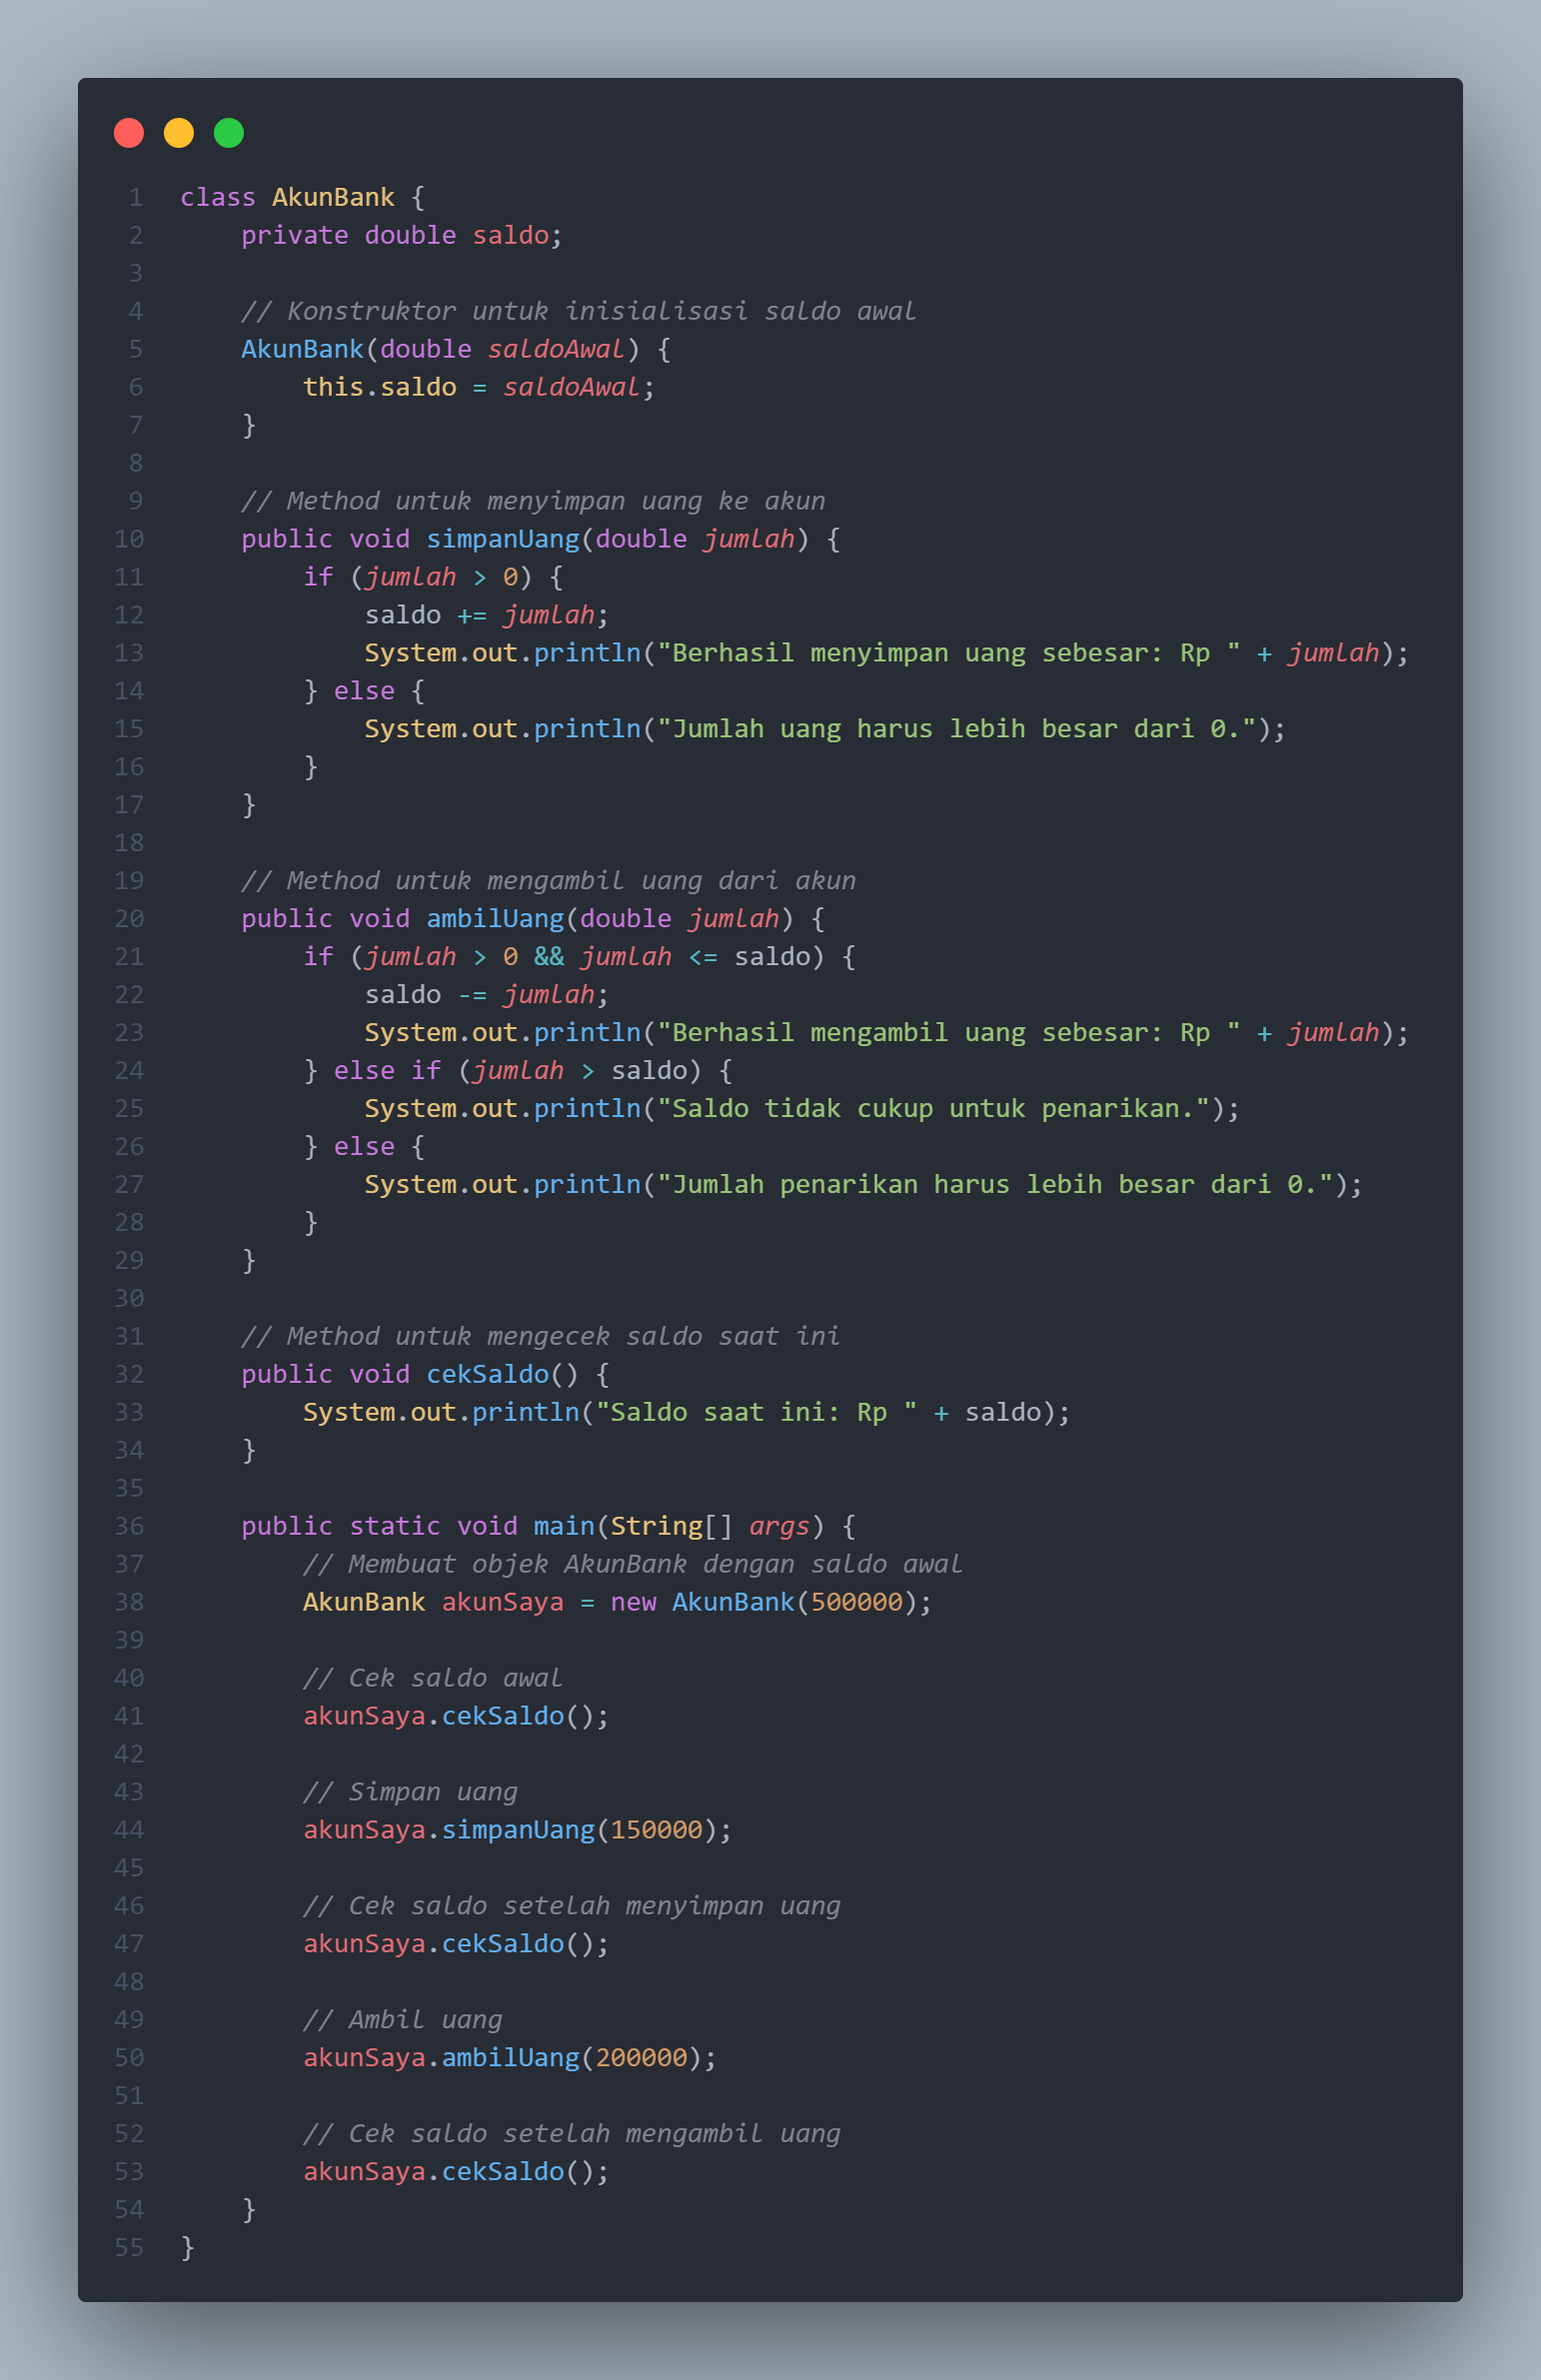 1 class AkunBank {
2     private double saldo;
3
4     // Konstruktor untuk inisialisasi saldo awal
5     AkunBank(double saldoAwal) {
6         this.saldo = saldoAwal;
7     }
8
9     // Method untuk menyimpan uang ke akun
10     public void simpanUang(double jumlah) {
11         if (jumlah > 0) {
12             saldo += jumlah;
13             System.out.println("Berhasil menyimpan uang sebesar: Rp " + jumlah);
14         } else {
15             System.out.println("Jumlah uang harus lebih besar dari 0.");
16         }
17     }
18
19     // Method untuk mengambil uang dari akun
20     public void ambilUang(double jumlah) {
21         if (jumlah > 0 && jumlah <= saldo) {
22             saldo -= jumlah;
23             System.out.println("Berhasil mengambil uang sebesar: Rp " + jumlah);
24         } else if (jumlah > saldo) {
25             System.out.println("Saldo tidak cukup untuk penarikan.");
26         } else {
27             System.out.println("Jumlah penarikan harus lebih besar dari 0.");
28         }
29     }
30
31     // Method untuk mengecek saldo saat ini
32     public void cekSaldo() {
33         System.out.println("Saldo saat ini: Rp " + saldo);
34     }
35
36     public static void main(String[] args) {
37         // Membuat objek AkunBank dengan saldo awal
38         AkunBank akunSaya = new AkunBank(500000);
39
40         // Cek saldo awal
41         akunSaya.cekSaldo();
42
43         // Simpan uang
44         akunSaya.simpanUang(150000);
45
46         // Cek saldo setelah menyimpan uang
47         akunSaya.cekSaldo();
48
49         // Ambil uang
50         akunSaya.ambilUang(200000);
51
52         // Cek saldo setelah mengambil uang
53         akunSaya.cekSaldo();
54     }
55 }